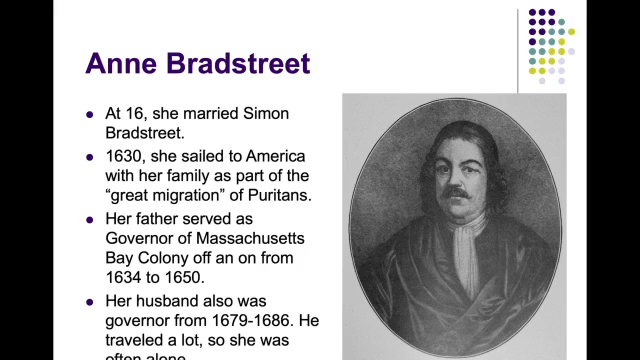 Anne Bradstreet
At 16, she married Simon
Bradstreet.
1630, she sailed to America
with her family as part of the
“great migration” of Puritans.
Her father served as
Governor of Massachusetts
Bay Colony off an on from
1634 to 1650.
Her husband also was
governor from 1679-1686. He
traveled a lot, so she was
often alone.